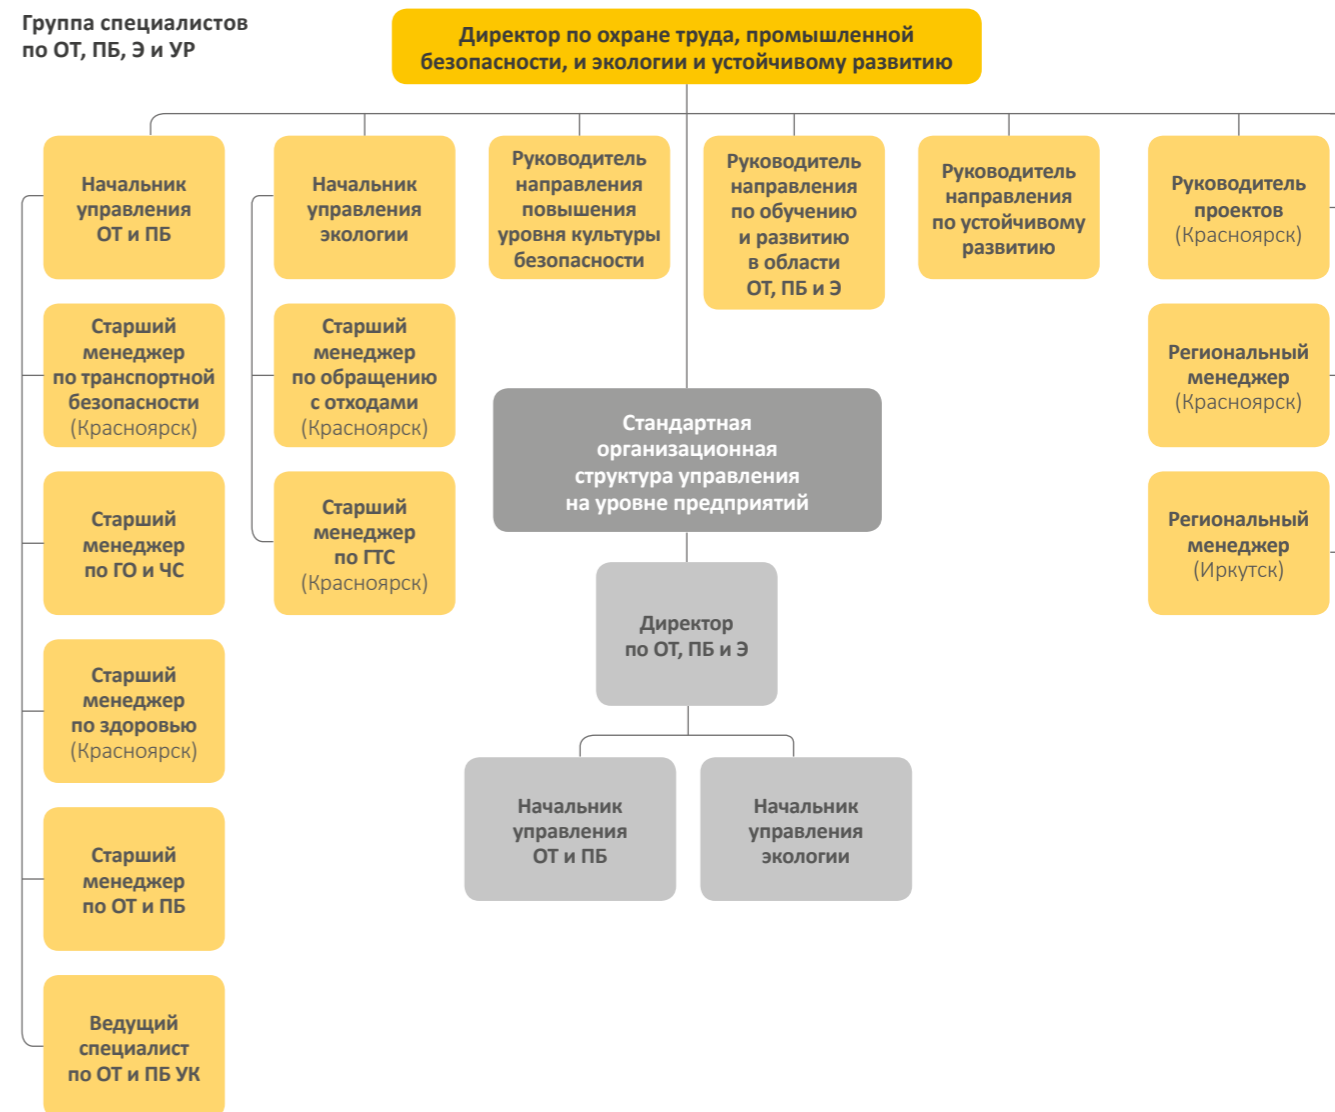 Группа специалистов
по ОТ, ПБ, Э и УР
Директор по охране труда, промышленной
безопасности, и экологии и устойчивому развитию
Начальник
управления
ОТ и ПБ
Начальник
управления
экологии
Руководитель
направления
повышения
уровня культуры
безопасности
Руководитель
направления
по обучению
и развитию
в области
ОТ, ПБ и Э
Руководитель
направления
по устойчивому
развитию
Руководитель
проектов
(Красноярск)
Старший
менеджер
по транспортной
безопасности
(Красноярск)
Старший
менеджер
по обращению
с отходами
(Красноярск)
Региональный
менеджер
(Красноярск)
Стандартная
организационная
структура управления
на уровне предприятий
Старший
менеджер
по ГО и ЧС
Старший
менеджер
по ГТС
(Красноярск)
Региональный
менеджер
(Иркутск)
Директор
по ОТ, ПБ и Э
Старший
менеджер
по здоровью
(Красноярск)
Начальник
управления
ОТ и ПБ
Начальник
управления
экологии
Старший
менеджер
по ОТ и ПБ
Ведущий
специалист
по ОТ и ПБ УК